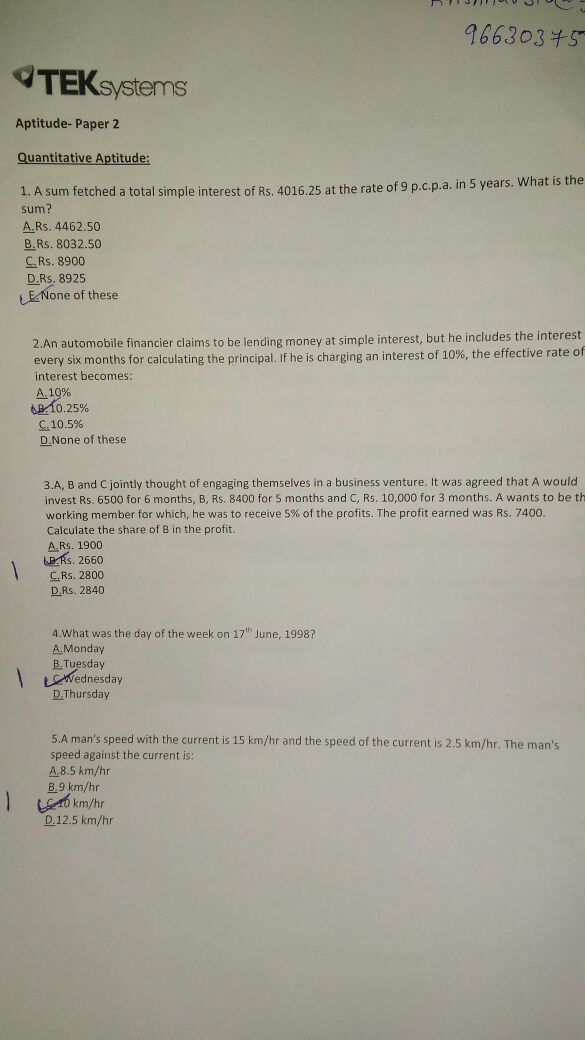 96630375
TEKsystems
Aptitude- Paper 2
Quantitative Aptitude:
1. A sum fetched a total simple interest of Rs. 4016.25 at the rate of 9 p.c.p.a. in 5 years. What is the
sum?
A.Rs. 4462.50
B.Rs. 8032.50
C.Rs. 8900
D.Rs. 8925
E.None of these
2.An automobile financier claims to be lending money at simple interest, but he includes the interest
every six months for calculating the principal. If he is charging an interest of 10%, the effective rate of
interest becomes:
A.10%
B.10.25%
C.10.5%
D.None of these
3.A, B and C jointly thought of engaging themselves in a business venture. It was agreed that A would
invest Rs. 6500 for 6 months, B, Rs. 8400 for 5 months and C, Rs. 10,000 for 3 months. A wants to be th
working member for which, he was to receive 5% of the profits. The profit earned was Rs. 7400.
Calculate the share of B in the profit.
A.Rs. 1900
B.Rs. 2660
1 C.Rs. 2800
D.Rs. 2840
4.What was the day of the week on 17th June, 1998?
A.Monday
B.Tuesday
1 C.Wednesday
D.Thursday
5.A man's speed with the current is 15 km/hr and the speed of the current is 2.5 km/hr. The man's
speed against the current is:
A.8.5 km/hr
B.9 km/hr
1 C.10 km/hr
D.12.5 km/hr